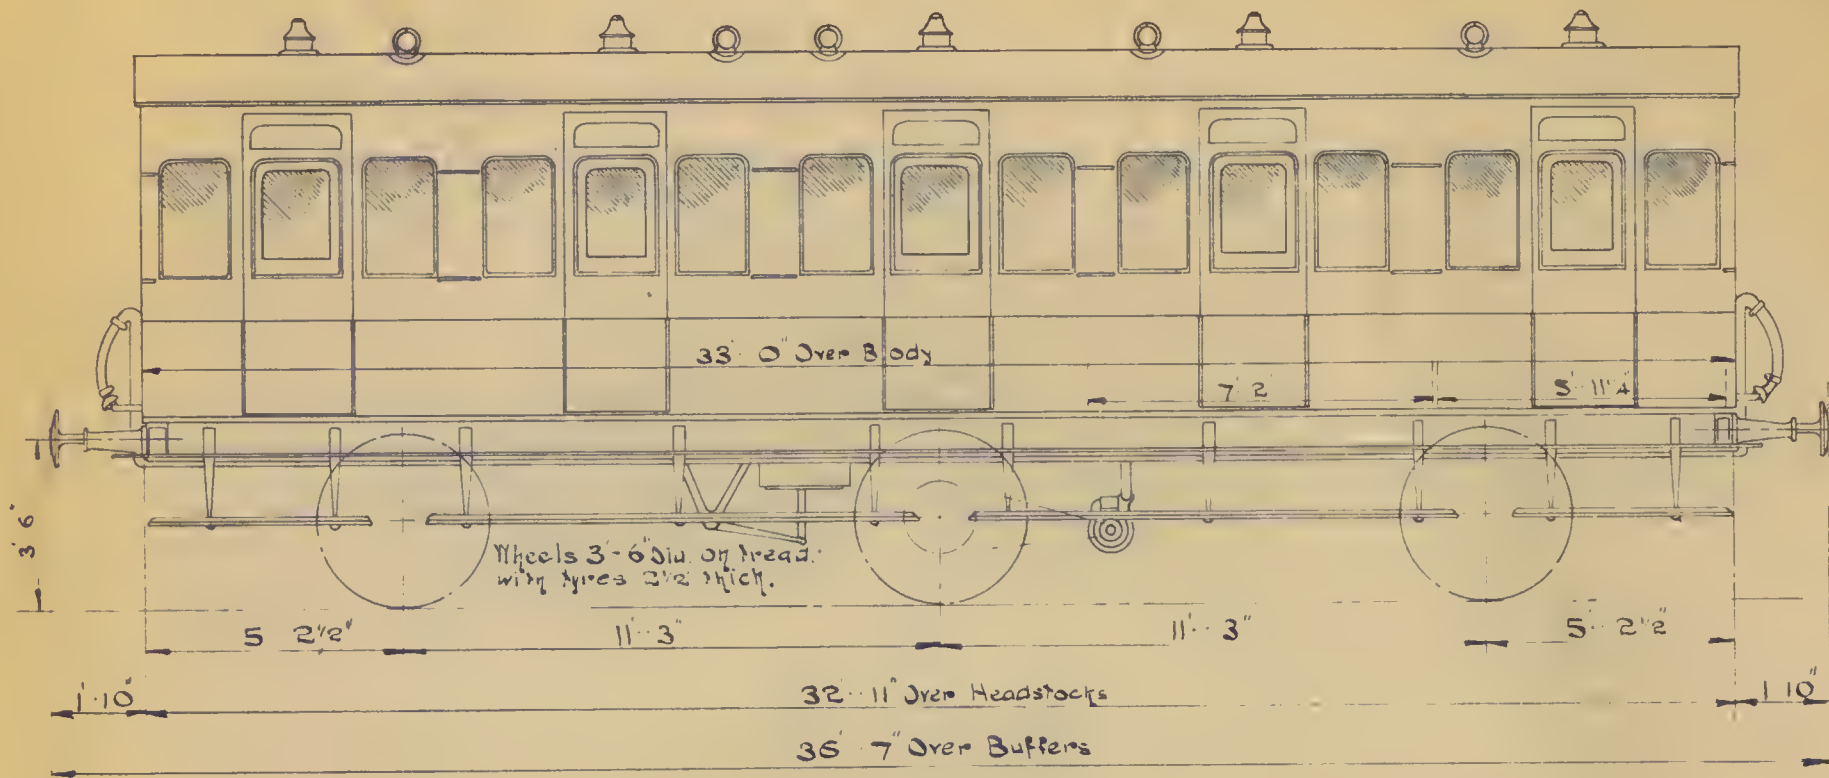 33' 0" Over Body
7' 2"
5' 11¼"
3' 6"
Wheels 3'-6" Dia. on Tread.
with Tyres 2½" Thick.
5' 2½"
11'-3"
11'-3"
5' 2½"
1'-10"
32'-11" Over Headstocks
1' 10"
36' 7" Over Buffers